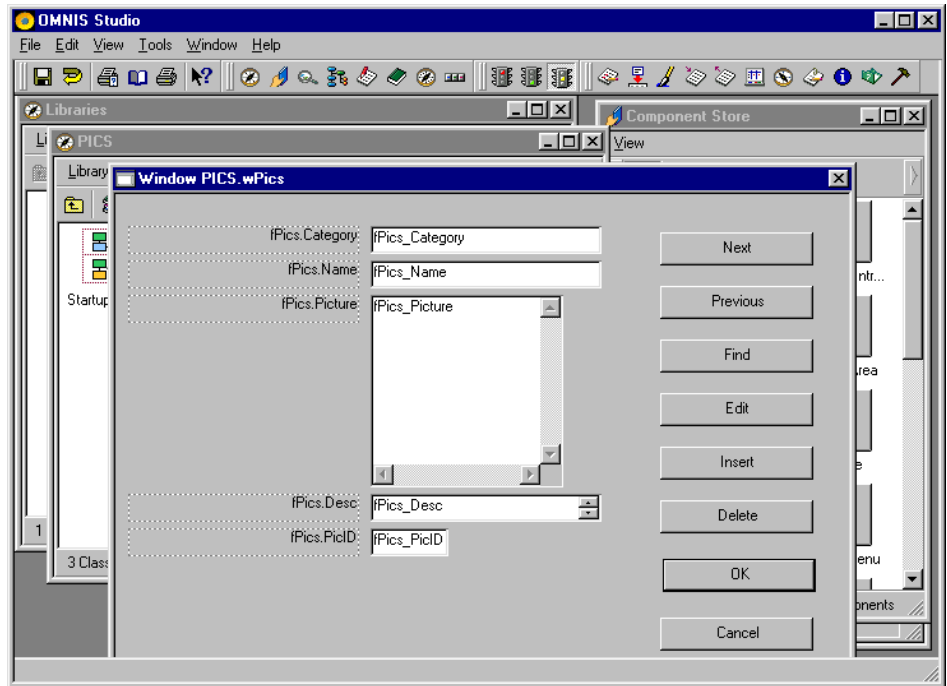 OMNIS Studio
File Edit View Tools Window Help
Libraries
Component Store
Li
PICS
View
Library
Window PICS.wPics
fPics.Category: fPics_Category
Next
fPics.Name: fPics_Name
ntr...
Startup
fPics.Picture: fPics_Picture
Previous
Find
rea
Edit
Insert
e
fPics.Desc: fPics_Desc
Delete
1
fPics.PicID: fPics_PicID
3 Class
enu
OK
ponents
Cancel